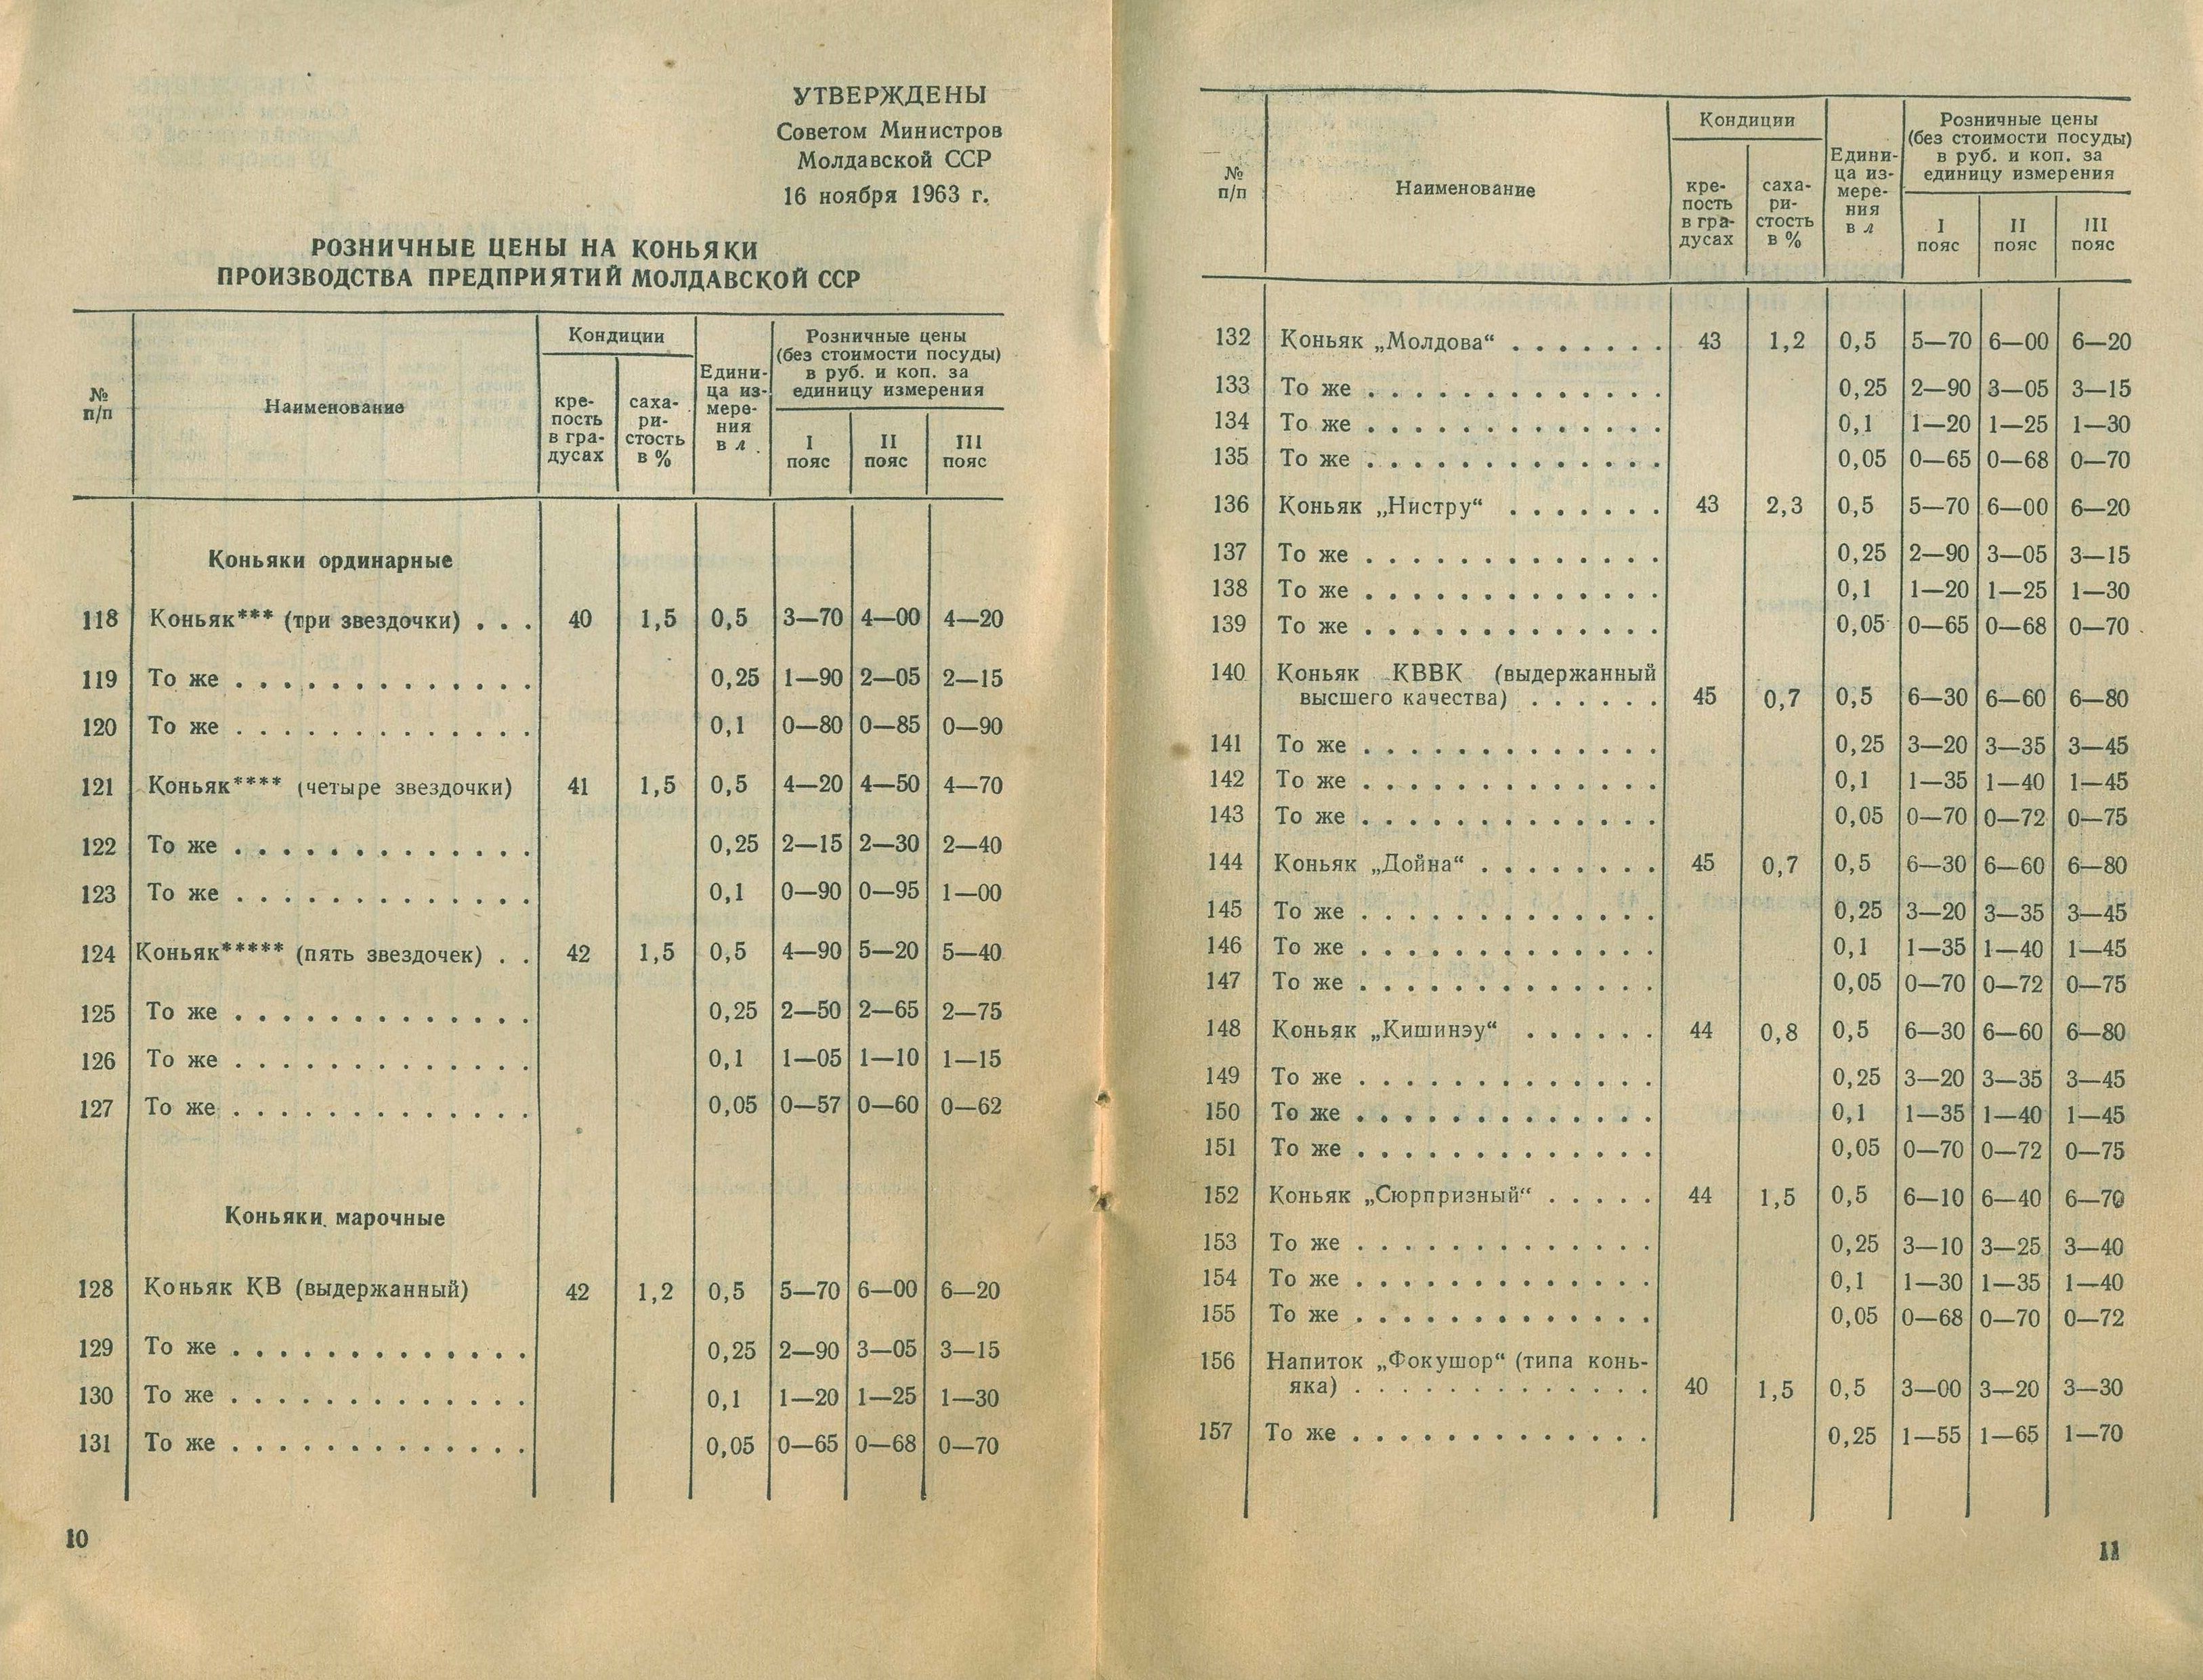 УТВЕРЖДЕНЫ
Советом Министров
Молдавской ССР
16 ноября 1963 г.
РОЗНИЧНЫЕ ЦЕНЫ НА КОНЬЯКИ
ПРОИЗВОДСТВА ПРЕДПРИЯТИЙ МОЛДАВСКОЙ ССР
№ п/п
Наименование
Кондиции
кре-
пость
в гра-
дусах
саха-
ри-
стость
в %
Едини-
ца из-
мере-
ния
в л
Розничные цены
(без стоимости посуды)
в руб. и коп. за
единицу измерения
I пояс II пояс III пояс
Коньяки ординарные
118 Коньяк*** (три звездочки) . . . 40 1,5 0,5 3—70 4—00 4—20
119 То же . . . . . . . . . . . . . 0,25 1—90 2—05 2—15
120 То же . . . . . . . . . . . . . 0,1 0—80 0—85 0—90
121 Коньяк**** (четыре звездочки) 41 1,5 0,5 4—20 4—50 4—70
122 То же . . . . . . . . . . . . . 0,25 2—15 2—30 2—40
123 То же . . . . . . . . . . . . . 0,1 0—90 0—95 1—00
124 Коньяк***** (пять звездочек) . . 42 1,5 0,5 4—90 5—20 5—40
125 То же . . . . . . . . . . . . . 0,25 2—50 2—65 2—75
126 То же . . . . . . . . . . . . . 0,1 1—05 1—10 1—15
127 То же . . . . . . . . . . . . . 0,05 0—57 0—60 0—62
Коньяки марочные
128 Коньяк КВ (выдержанный) 42 1,2 0,5 5—70 6—00 6—20
129 То же . . . . . . . . . . . . . 0,25 2—90 3—05 3—15
130 То же . . . . . . . . . . . . . 0,1 1—20 1—25 1—30
131 То же . . . . . . . . . . . . . 0,05 0—65 0—68 0—70
10
№ п/п
Наименование
Кондиции
кре-
пость
в гра-
дусах
саха-
ри-
стость
в %
Едини-
ца из-
мере-
ния
в л
Розничные цены
(без стоимости посуды)
в руб. и коп. за
единицу измерения
I пояс II пояс III пояс
132 Коньяк „Молдова“ . . . . . . . 43 1,2 0,5 5—70 6—00 6—20
133 То же . . . . . . . . . . . . . 0,25 2—90 3—05 3—15
134 То же . . . . . . . . . . . . . 0,1 1—20 1—25 1—30
135 То же . . . . . . . . . . . . . 0,05 0—65 0—68 0—70
136 Коньяк „Нистру“ . . . . . . . 43 2,3 0,5 5—70 6—00 6—20
137 То же . . . . . . . . . . . . . 0,25 2—90 3—05 3—15
138 То же . . . . . . . . . . . . . 0,1 1—20 1—25 1—30
139 То же . . . . . . . . . . . . . 0,05 0—65 0—68 0—70
140 Коньяк КВВК (выдержанный
высшего качества) . . . . . . 45 0,7 0,5 6—30 6—60 6—80
141 То же . . . . . . . . . . . . . 0,25 3—20 3—35 3—45
142 То же . . . . . . . . . . . . . 0,1 1—35 1—40 1—45
143 То же . . . . . . . . . . . . . 0,05 0—70 0—72 0—75
144 Коньяк „Дойна“ . . . . . . . . 45 0,7 0,5 6—30 6—60 6—80
145 То же . . . . . . . . . . . . . 0,25 3—20 3—35 3—45
146 То же . . . . . . . . . . . . . 0,1 1—35 1—40 1—45
147 То же . . . . . . . . . . . . . 0,05 0—70 0—72 0—75
148 Коньяк „Кишинэу“ . . . . . . 44 0,8 0,5 6—30 6—60 6—80
149 То же . . . . . . . . . . . . . 0,25 3—20 3—35 3—45
150 То же . . . . . . . . . . . . . 0,1 1—35 1—40 1—45
151 То же . . . . . . . . . . . . . 0,05 0—70 0—72 0—75
152 Коньяк „Сюрпризный“ . . . . . 44 1,5 0,5 6—10 6—40 6—70
153 То же . . . . . . . . . . . . . 0,25 3—10 3—25 3—40
154 То же . . . . . . . . . . . . . 0,1 1—30 1—35 1—40
155 То же . . . . . . . . . . . . . 0,05 0—68 0—70 0—72
156 Напиток „Фокушор“ (типа конь-
яка) . . . . . . . . . . . . . 40 1,5 0,5 3—00 3—20 3—30
157 То же . . . . . . . . . . . . . 0,25 1—55 1—65 1—70
11